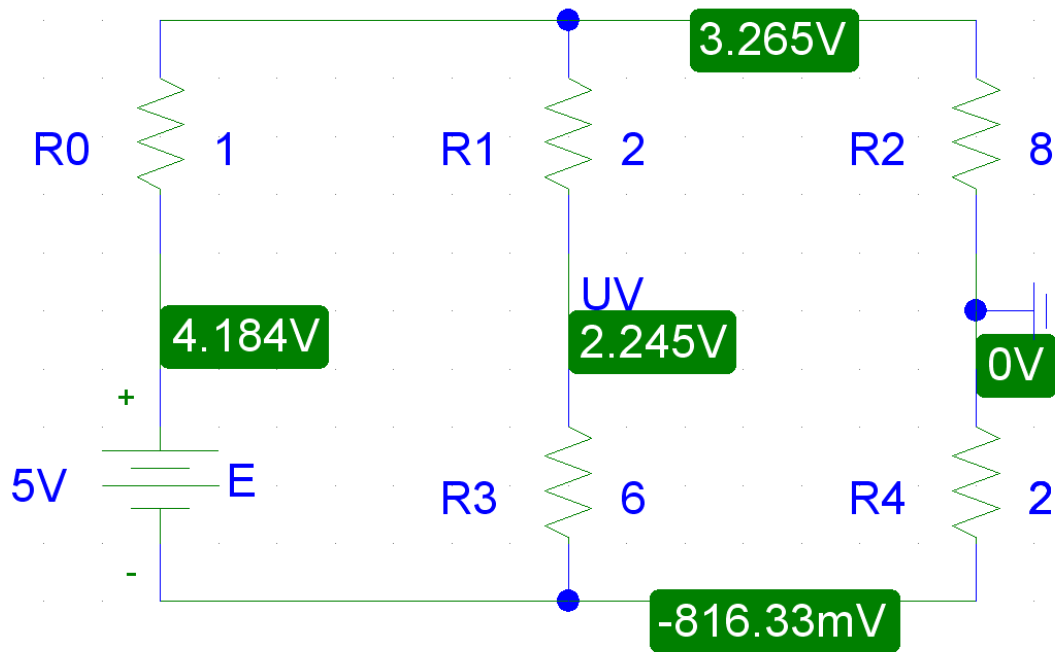 3.265V
R0 1 R1 2 R2 8
UV
4.184V 2.245V 0V
+
5V E R3 6 R4 2
-
-816.33mV